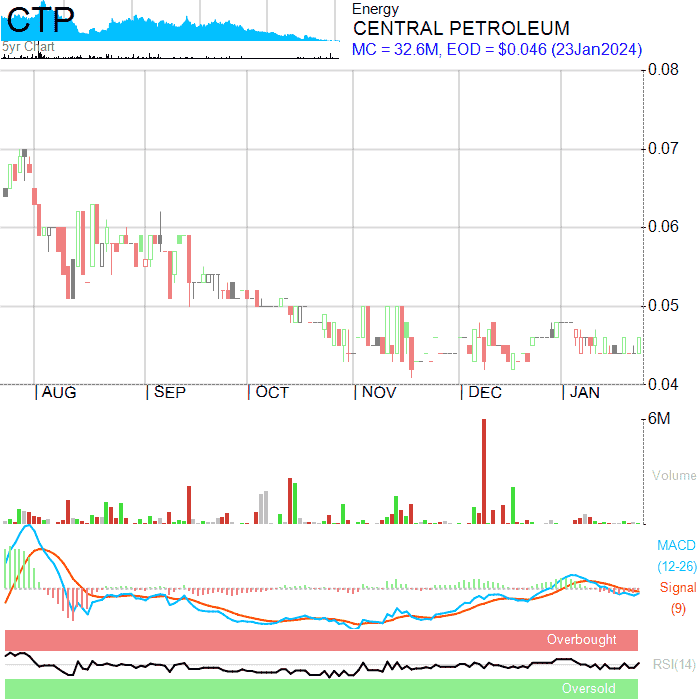 CTP
5yr Chart
Energy
CENTRAL PETROLEUM
MC = 32.6M, EOD = $0.046 (23Jan2024)
0.08
0.07
0.06
0.05
0.04
AUG SEP OCT NOV DEC JAN
6M
Volume
MACD
(12-26)
Signal
(9)
Overbought
RSI(14)
Oversold